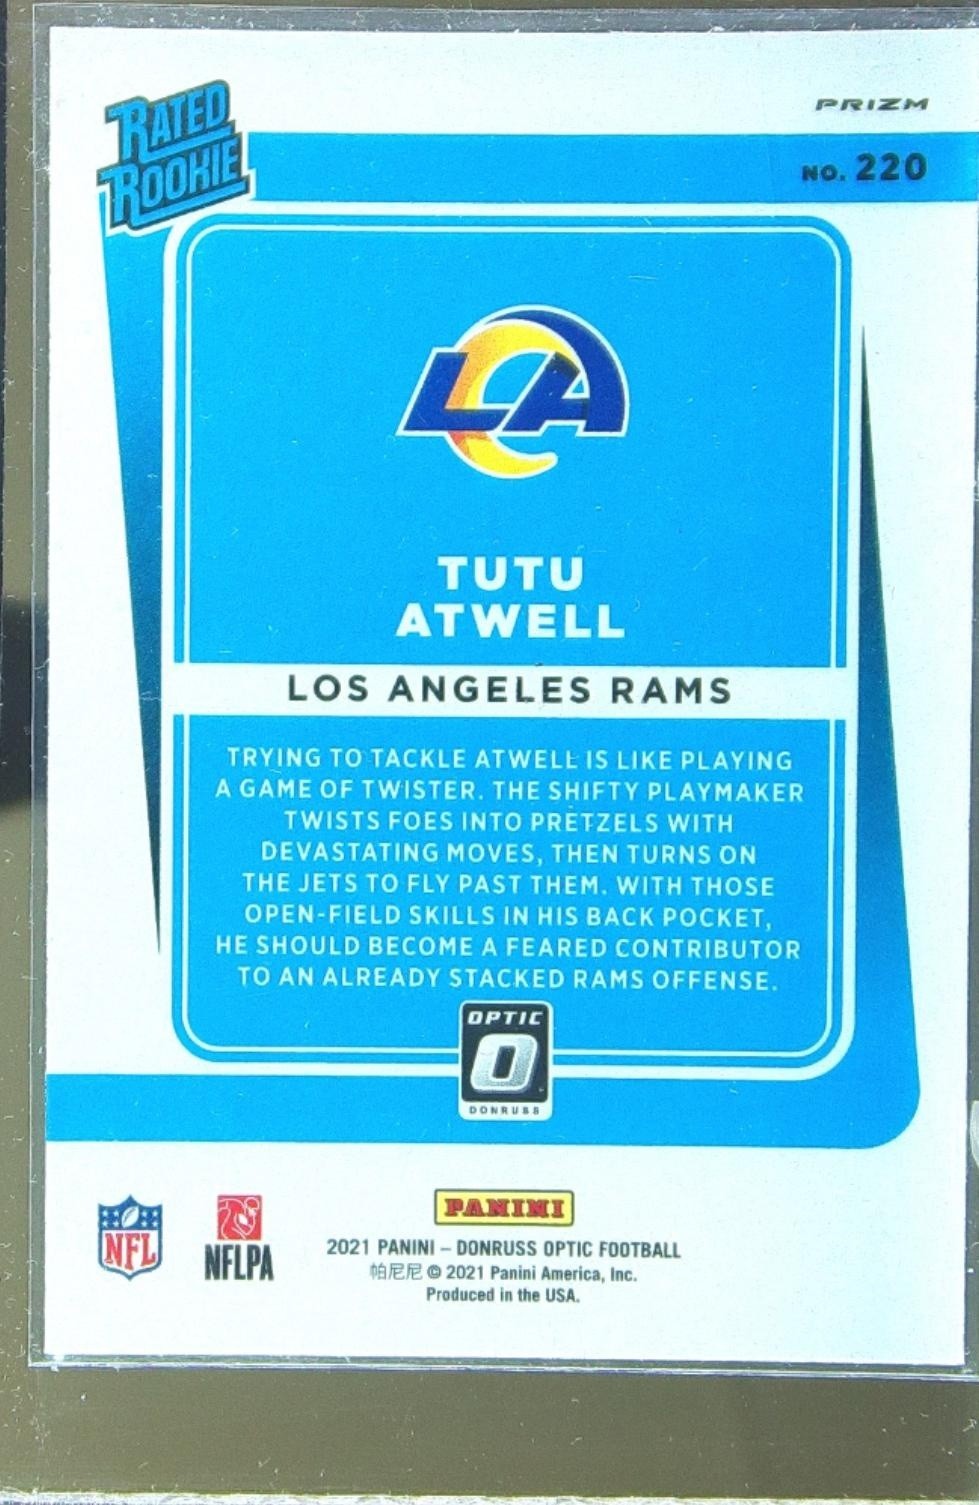 RATED
ROOKIE
PRIZM
NO. 220
LA
TUTU
ATWELL
LOS ANGELES RAMS
TRYING TO TACKLE ATWELL IS LIKE PLAYING
A GAME OF TWISTER. THE SHIFTY PLAYMAKER
TWISTS FOES INTO PRETZELS WITH
DEVASTATING MOVES, THEN TURNS ON
THE JETS TO FLY PAST THEM. WITH THOSE
OPEN-FIELD SKILLS IN HIS BACK POCKET,
HE SHOULD BECOME A FEARED CONTRIBUTOR
TO AN ALREADY STACKED RAMS OFFENSE.
OPTIC
O
DONRUSS
NFL
NFLPA
PANINI
2021 PANINI – DONRUSS OPTIC FOOTBALL
帕尼尼 © 2021 Panini America, Inc.
Produced in the USA.